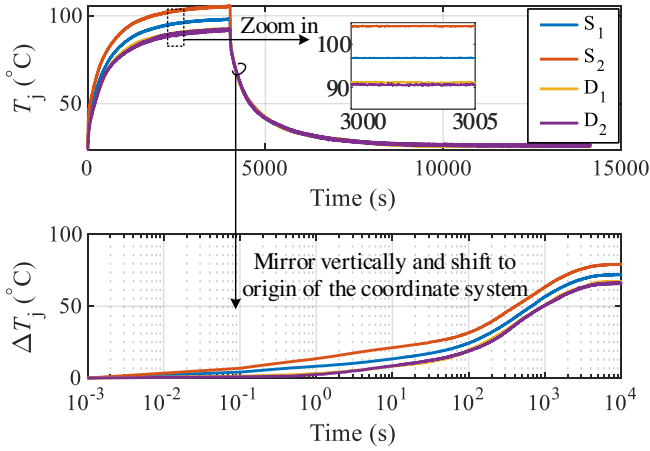 100
50
T_j (°C)
Zoom in
100
90
3000 3005
S_1
S_2
D_1
D_2
0 5000 10000 15000
Time (s)
100
50
0
ΔT_j (°C)
Mirror vertically and shift to
origin of the coordinate system
10^-3 10^-2 10^-1 10^0 10^1 10^2 10^3 10^4
Time (s)